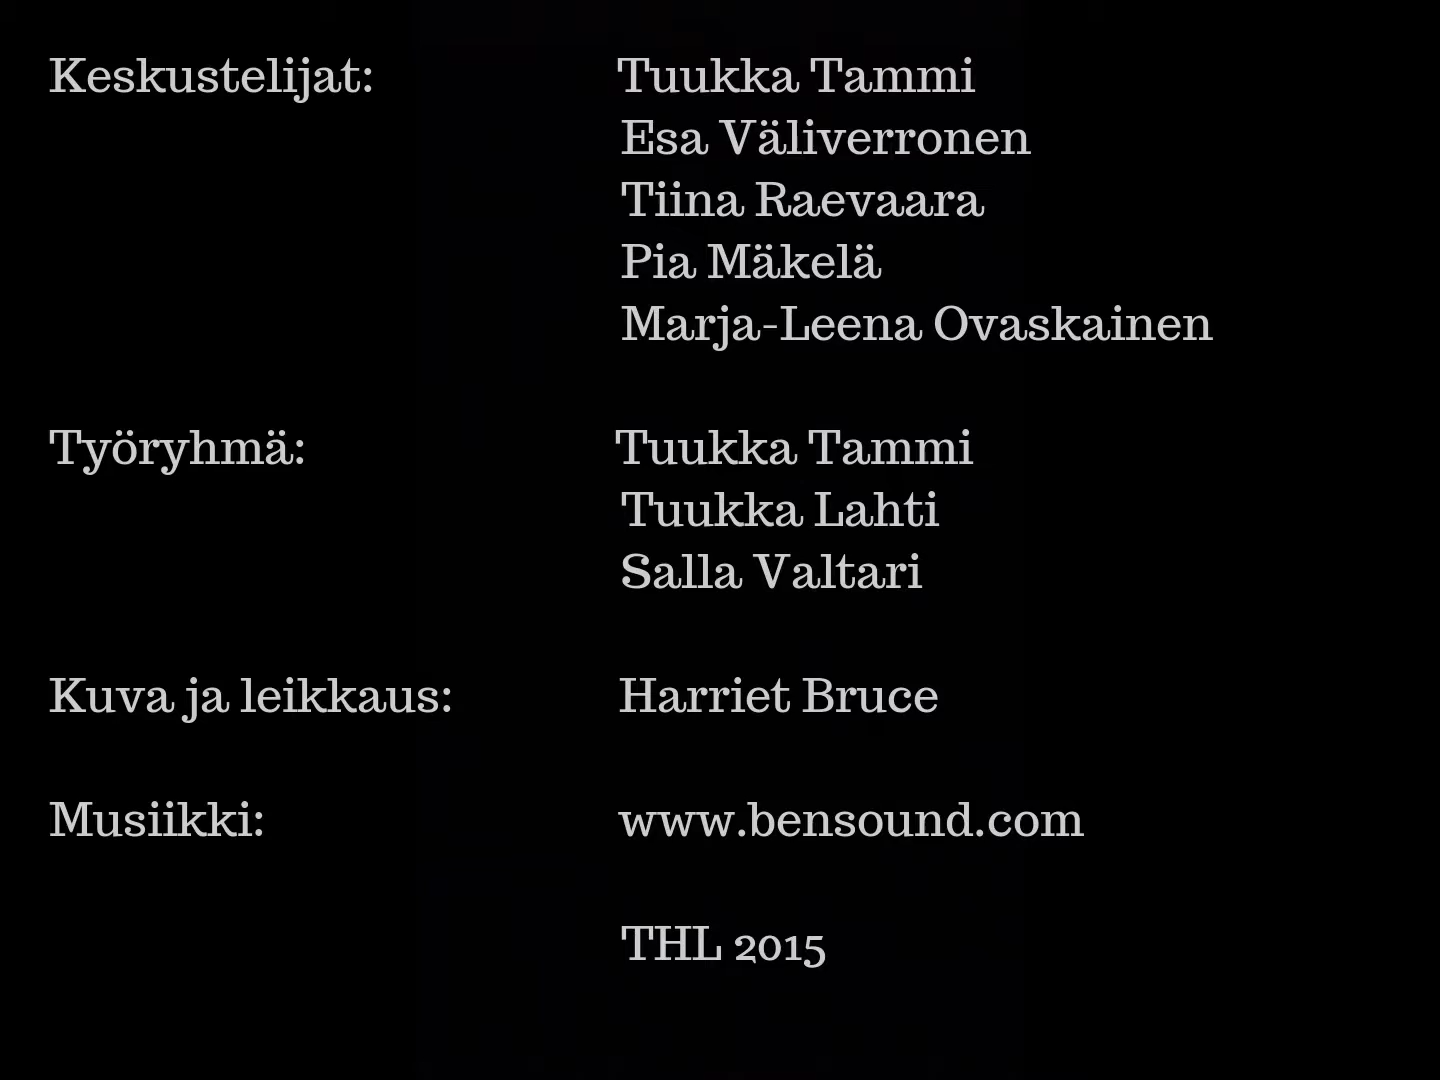 Keskustelijat: Tuukka Tammi
Esa Väliverronen
Tiina Raevaara
Pia Mäkelä
Marja-Leena Ovaskainen
Työryhmä: Tuukka Tammi
Tuukka Lahti
Salla Valtari
Kuva ja leikkaus: Harriet Bruce
Musiikki: www.bensound.com
THL 2015